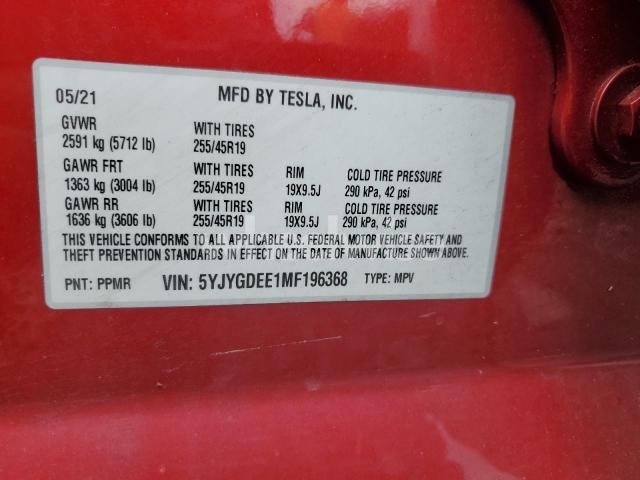 05/21 MFD BY TESLA, INC.
GVWR WITH TIRES
2591 kg (5712 lb) 255/45R19
GAWR FRT WITH TIRES RIM COLD TIRE PRESSURE
1363 kg (3004 lb) 255/45R19 19X9.5J 290 kPa, 42 psi
GAWR RR WITH TIRES RIM COLD TIRE PRESSURE
1636 kg (3606 lb) 255/45R19 19X9.5J 290 kPa, 42 psi
THIS VEHICLE CONFORMS TO ALL APPLICABLE U.S. FEDERAL MOTOR VEHICLE SAFETY AND
THEFT PREVENTION STANDARDS IN EFFECT ON THE DATE OF MANUFACTURE SHOWN ABOVE.
PNT: PPMR VIN: 5YJYGDEE1MF196368 TYPE: MPV